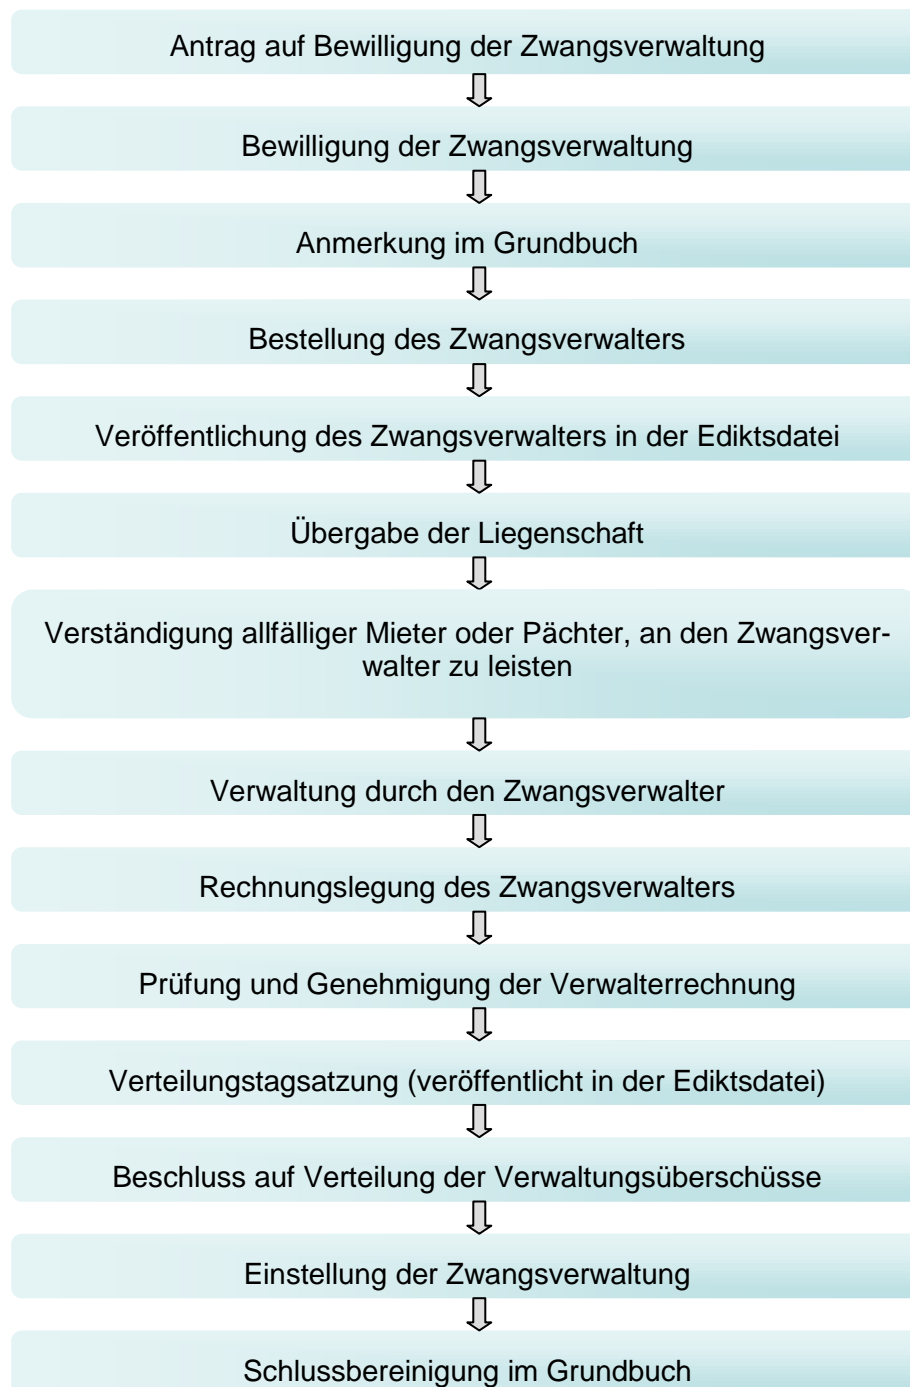 Antrag auf Bewilligung der Zwangsverwaltung
Bewilligung der Zwangsverwaltung
Anmerkung im Grundbuch
Bestellung des Zwangsverwalters
Veröffentlichung des Zwangsverwalters in der Ediktsdatei
Übergabe der Liegenschaft
Verständigung allfälliger Mieter oder Pächter, an den Zwangsver-
walter zu leisten
Verwaltung durch den Zwangsverwalter
Rechnungslegung des Zwangsverwalters
Prüfung und Genehmigung der Verwalterrechnung
Verteilungstagsatzung (veröffentlicht in der Ediktsdatei)
Beschluss auf Verteilung der Verwaltungsüberschüsse
Einstellung der Zwangsverwaltung
Schlussbereinigung im Grundbuch